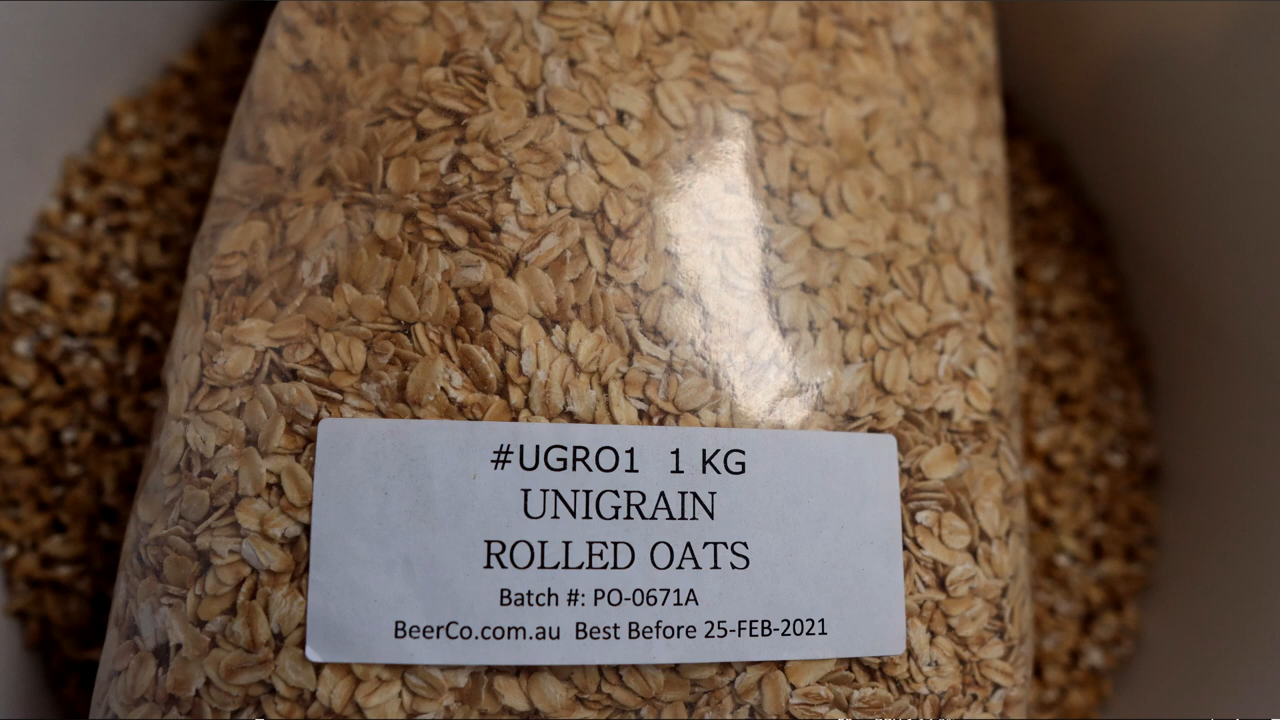 #UGRO1 1 KG
UNIGRAIN
ROLLED OATS
Batch #: PO-0671A
BeerCo.com.au Best Before 25-FEB-2021